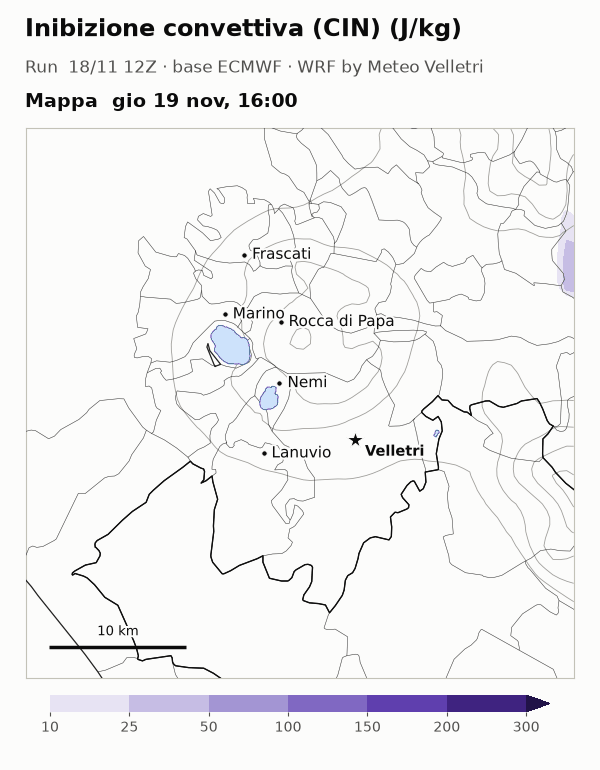 Inibizione convettiva (CIN) (J/kg)
Run 18/11 12Z · base ECMWF · WRF by Meteo Velletri
Mappa gio 19 nov, 16:00
Frascati
Marino
Rocca di Papa
Nemi
Velletri
Lanuvio
10 km
10 25 50 100 150 200 300